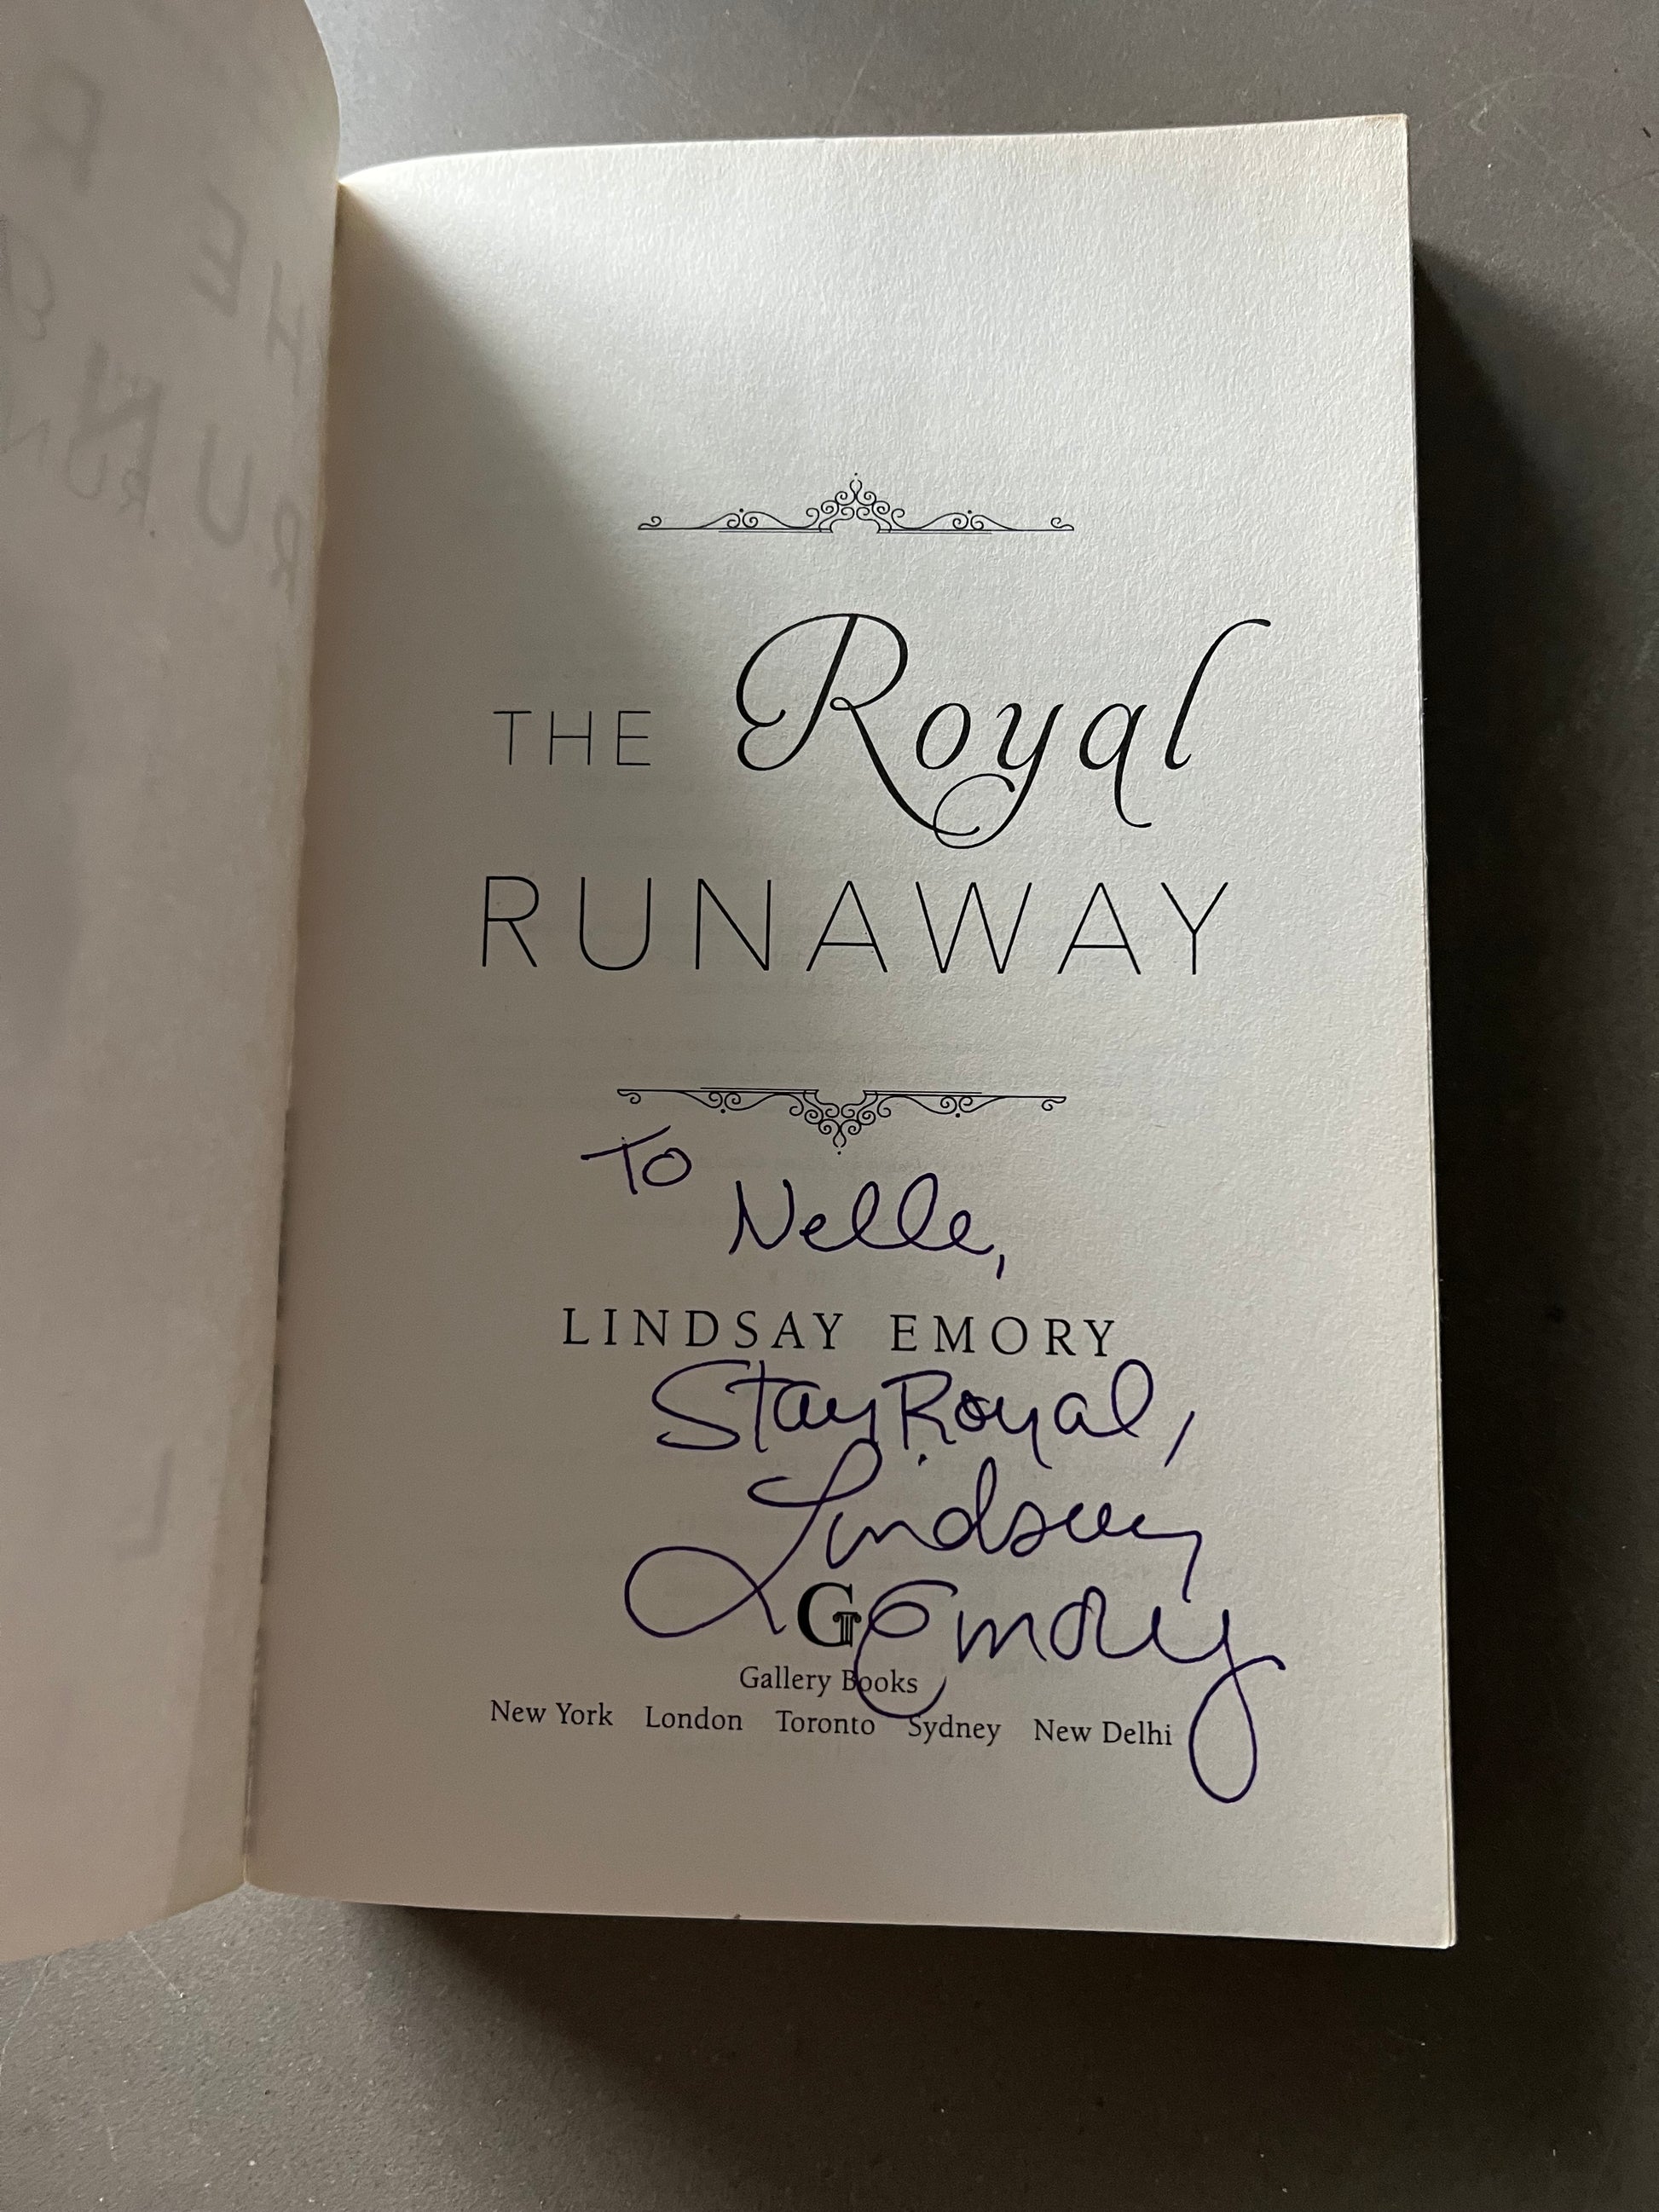 THE Royal
RUNAWAY
To
Nelle,
LINDSAY EMORY
Stay Royal,
Lindsay
G Emory
Gallery Books
New York London Toronto Sydney New Delhi